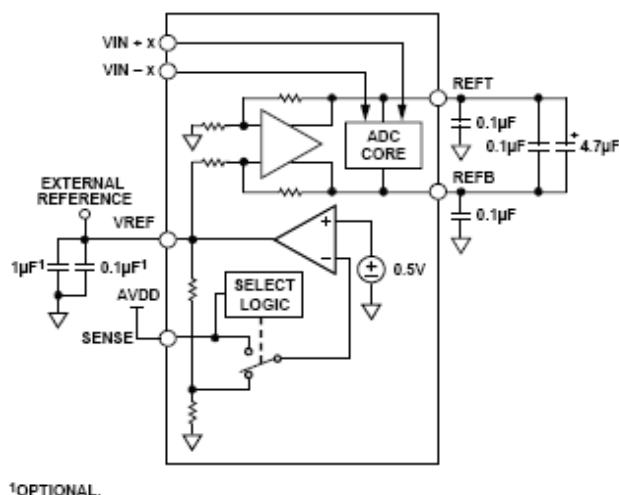 VIN + x
VIN – x
REFT
0.1µF
ADC
CORE
0.1µF
4.7µF
+
EXTERNAL
REFERENCE
REFB
VREF
0.1µF
+
–
0.5V
1µF¹
0.1µF¹
SELECT
LOGIC
AVDD
SENSE
¹OPTIONAL.